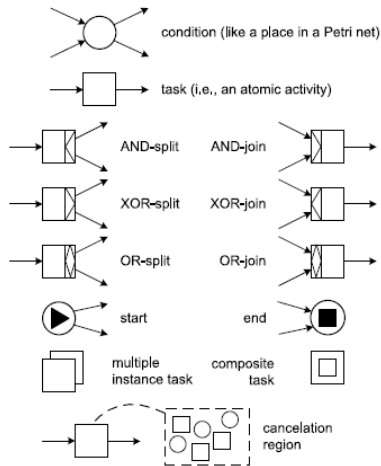 condition (like a place in a Petri net)
task (i.e., an atomic activity)
AND-split AND-join
XOR-split XOR-join
OR-split OR-join
start end
multiple composite
instance task task
cancelation
region